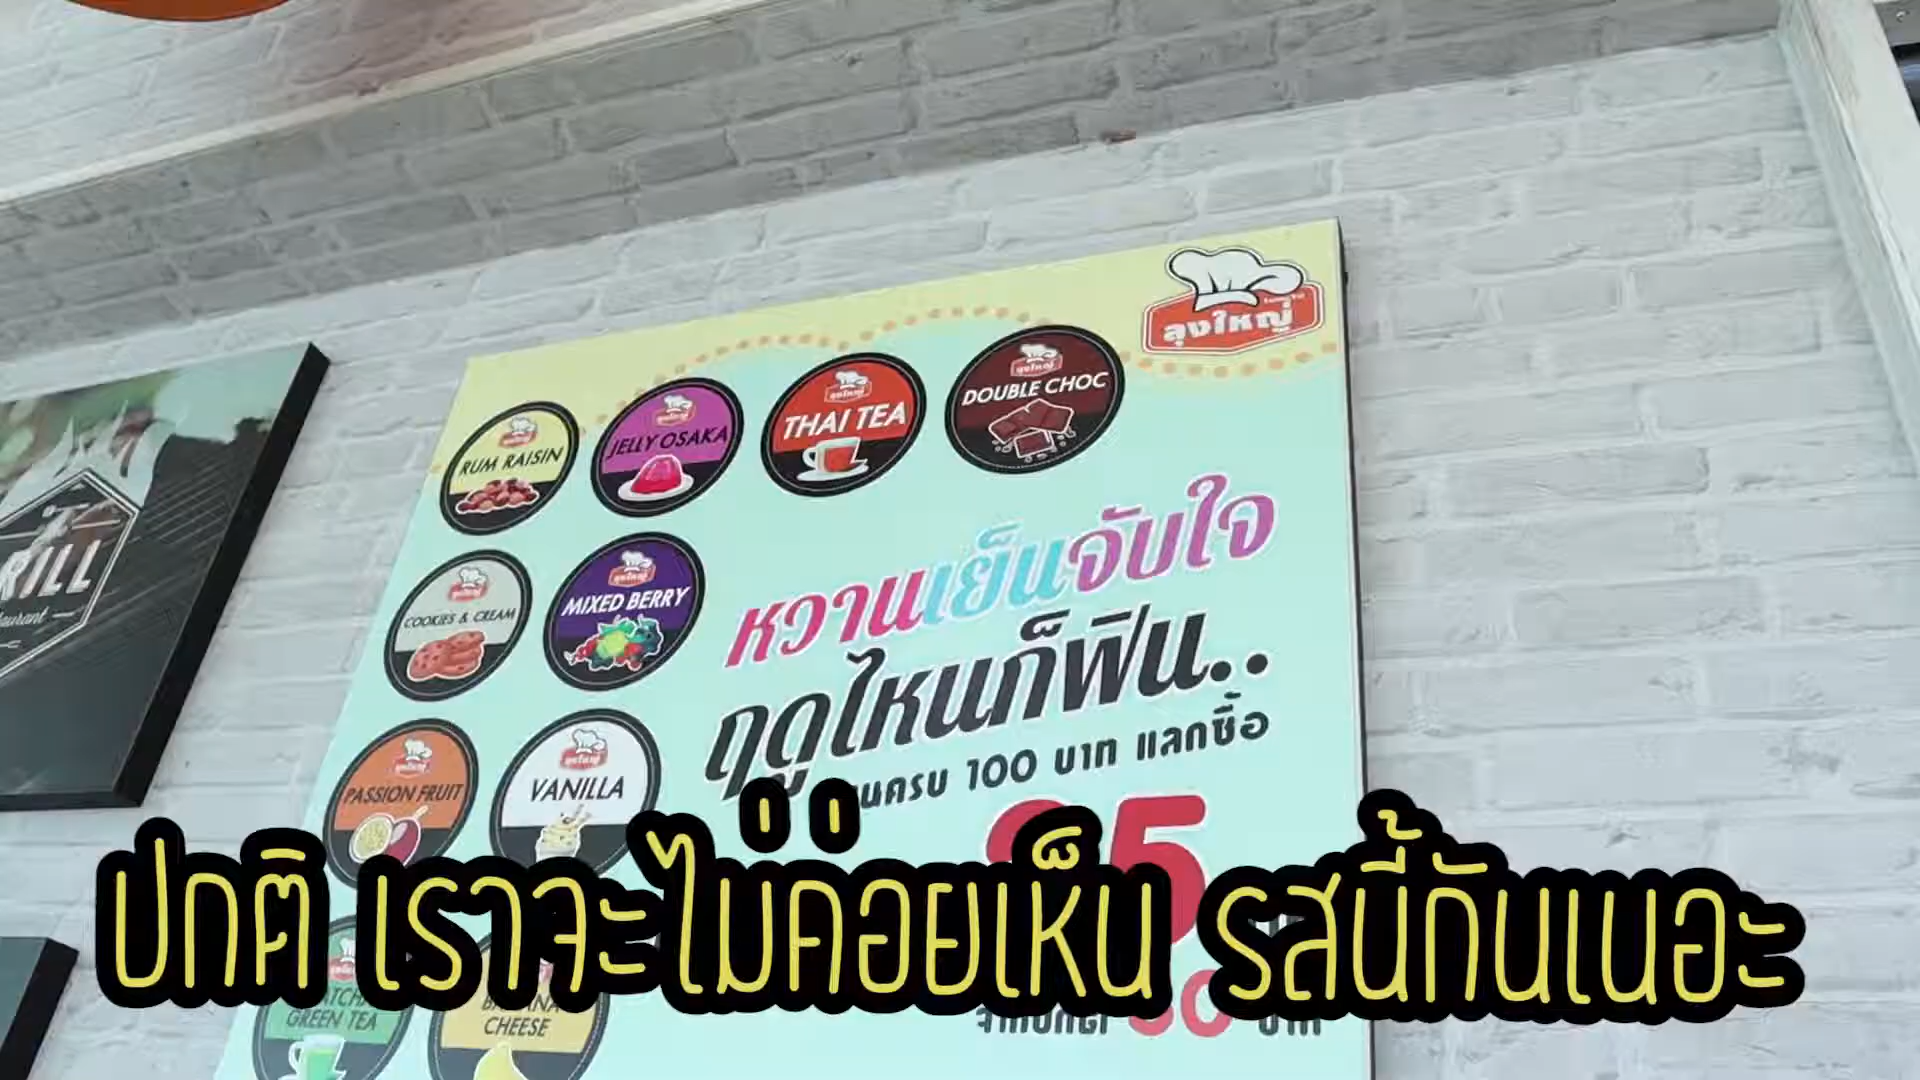 ลุงใหญ่
DOUBLE CHOC
THAI TEA
JELLY OSAKA
RUM RAISIN
COOKIES & CREAM
MIXED BERRY
หวานเย็นจับใจ
ฤดูไหนก็ฟิน..
100 บาท แลกซื้อ
PASSION FRUIT
VANILLA
RILL
ปกติ เราจะไม่ค่อยเห็น รสนี้กันเนอะ
GREEN TEA
CHEESE